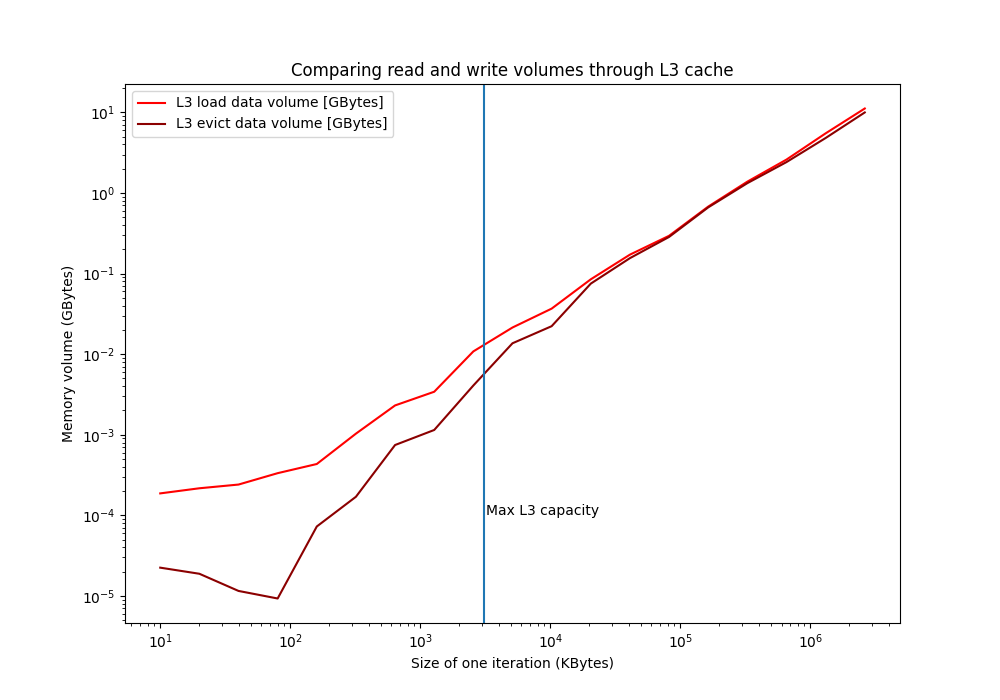 Comparing read and write volumes through L3 cache
L3 load data volume [GBytes]
L3 evict data volume [GBytes]
Memory volume (GBytes)
10¹
10⁰
10⁻¹
10⁻²
10⁻³
10⁻⁴
10⁻⁵
Max L3 capacity
10¹ 10² 10³ 10⁴ 10⁵ 10⁶
Size of one iteration (KBytes)